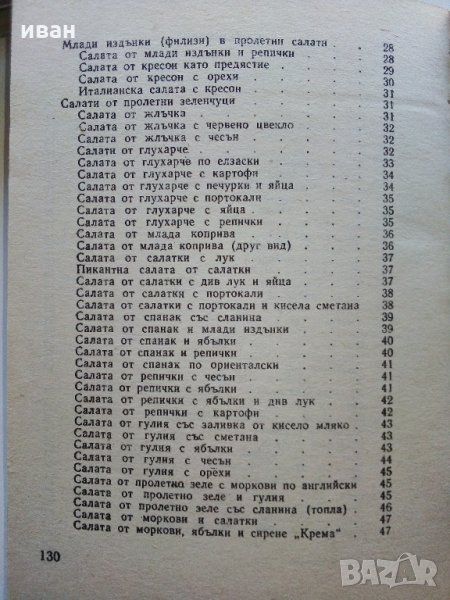 иван
Млади издънки (филизи) в пролетни салати 28
Салата от млади издънки и репички . . . 28
Салата от кресон като предястие . . . 29
Салата от кресон с орехи . . . 30
Италианска салата с кресон . . . 31
Салати от пролетни зеленчуци . . . 31
Салата от жлъчка . . . 31
Салата от жлъчка с червено цвекло . . . 32
Салата от жлъчка с чесън . . . 32
Салати от глухарче . . . 32
Салата от глухарче по елзаски . . . 33
Салата от глухарче с картофи . . . 34
Салата от глухарче с печурки и яйца . . . 34
Салата от глухарче с портокали . . . 35
Салата от глухарче с яйца . . . 35
Салата от глухарче с репички . . . 35
Салата от млада коприва . . . 36
Салата от млада коприва (друг вид) . . . 36
Салата от салатки с лук . . . 37
Пикантна салата от салатки . . . 37
Салата от салатки с див лук и яйца . . . 37
Салата от салатки с портокали . . . 38
Салата от салатки с портокали и кисела сметана 38
Салата от спанак със сланина . . . 39
Салата от спанак и млади издънки . . . 39
Салата от спанак и ябълки . . . 40
Салата от спанак и репички . . . 40
Салата от спанак по ориенталски . . . 41
Салата от репички с чесън . . . 41
Салата от репички с ябълки . . . 41
Салата от репички с ябълки и див лук . . . 42
Салата от репички с картофи . . . 42
Салата от гулия със заливка от кисело мляко . 43
Салата от гулия със сметана . . . 43
Салата от гулия с ябълки . . . 43
Салата от гулия с чесън . . . 44
Салата от гулия с орехи . . . 45
Салата от пролетно зеле с моркови по английски 45
Салата от пролетно зеле и гулия . . . 45
Салата от пролетно зеле със сланина (топла) . 46
Салата от моркови и салатки . . . 47
Салата от моркови, ябълки и сирене „Крема" . 47
130
BAZAR.bg